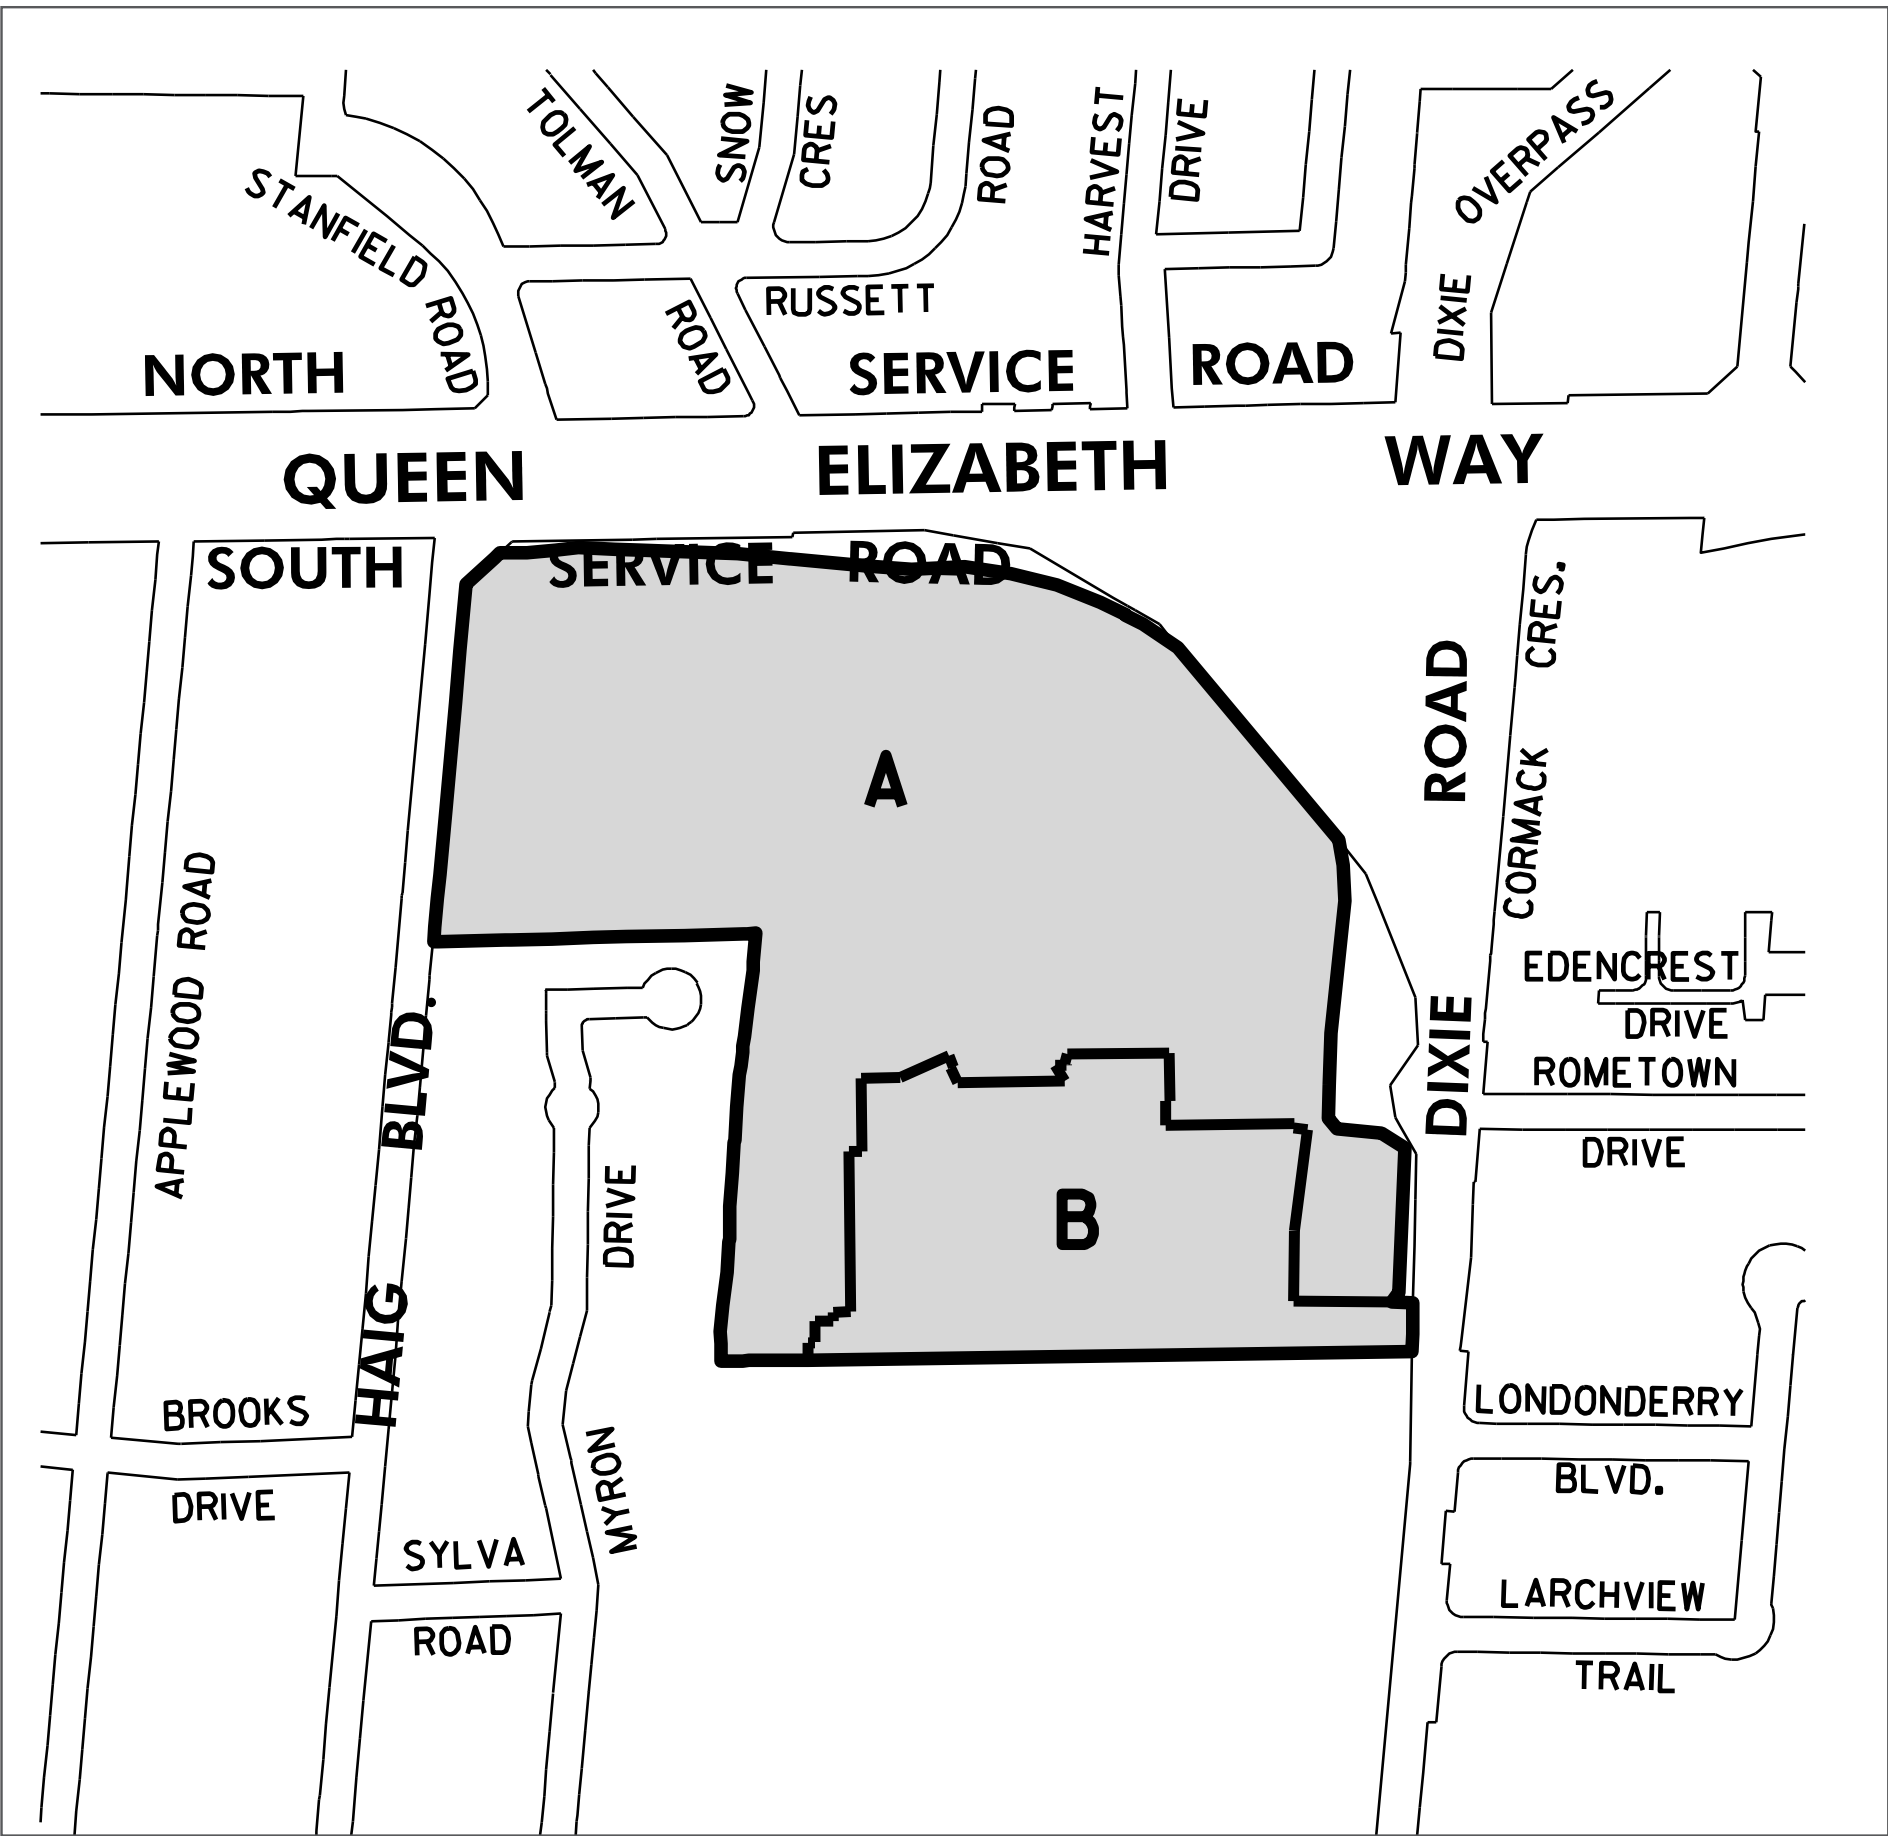 TOLMAN
SNOW
CRES
ROAD
HARVEST
DRIVE
OVERPASS
STANFIELD ROAD
RUSSETT
ROAD
DIXIE
NORTH SERVICE ROAD
QUEEN ELIZABETH WAY
SOUTH SERVICE ROAD
CORMACK CRES.
DIXIE ROAD
A
APPLEWOOD ROAD
HAIG BLVD.
EDENCREST
DRIVE
ROMETOWN
DRIVE
B
MYRON DRIVE
BROOKS
DRIVE
LONDONDERRY
BLVD.
SYLVA
ROAD
LARCHVIEW
TRAIL